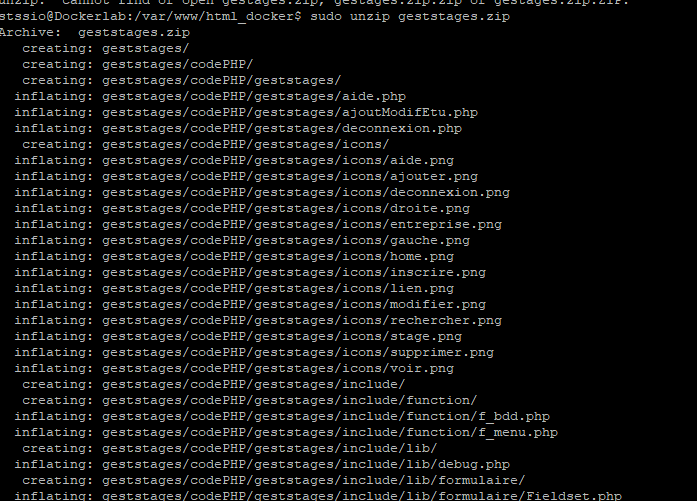 unzip:  cannot find or open gestages.zip, gestages.zip.zip or gestages.zip.ZIP.
stssio@Dockerlab:/var/www/html_docker$ sudo unzip geststages.zip
Archive:  geststages.zip
   creating: geststages/
   creating: geststages/codePHP/
   creating: geststages/codePHP/geststages/
  inflating: geststages/codePHP/geststages/aide.php
  inflating: geststages/codePHP/geststages/ajoutModifEtu.php
  inflating: geststages/codePHP/geststages/deconnexion.php
   creating: geststages/codePHP/geststages/icons/
  inflating: geststages/codePHP/geststages/icons/aide.png
  inflating: geststages/codePHP/geststages/icons/ajouter.png
  inflating: geststages/codePHP/geststages/icons/deconnexion.png
  inflating: geststages/codePHP/geststages/icons/droite.png
  inflating: geststages/codePHP/geststages/icons/entreprise.png
  inflating: geststages/codePHP/geststages/icons/gauche.png
  inflating: geststages/codePHP/geststages/icons/home.png
  inflating: geststages/codePHP/geststages/icons/inscrire.png
  inflating: geststages/codePHP/geststages/icons/lien.png
  inflating: geststages/codePHP/geststages/icons/modifier.png
  inflating: geststages/codePHP/geststages/icons/rechercher.png
  inflating: geststages/codePHP/geststages/icons/stage.png
  inflating: geststages/codePHP/geststages/icons/supprimer.png
  inflating: geststages/codePHP/geststages/icons/voir.png
   creating: geststages/codePHP/geststages/include/
   creating: geststages/codePHP/geststages/include/function/
  inflating: geststages/codePHP/geststages/include/function/f_bdd.php
  inflating: geststages/codePHP/geststages/include/function/f_menu.php
   creating: geststages/codePHP/geststages/include/lib/
  inflating: geststages/codePHP/geststages/include/lib/debug.php
   creating: geststages/codePHP/geststages/include/lib/formulaire/
  inflating: geststages/codePHP/geststages/include/lib/formulaire/Fieldset.php